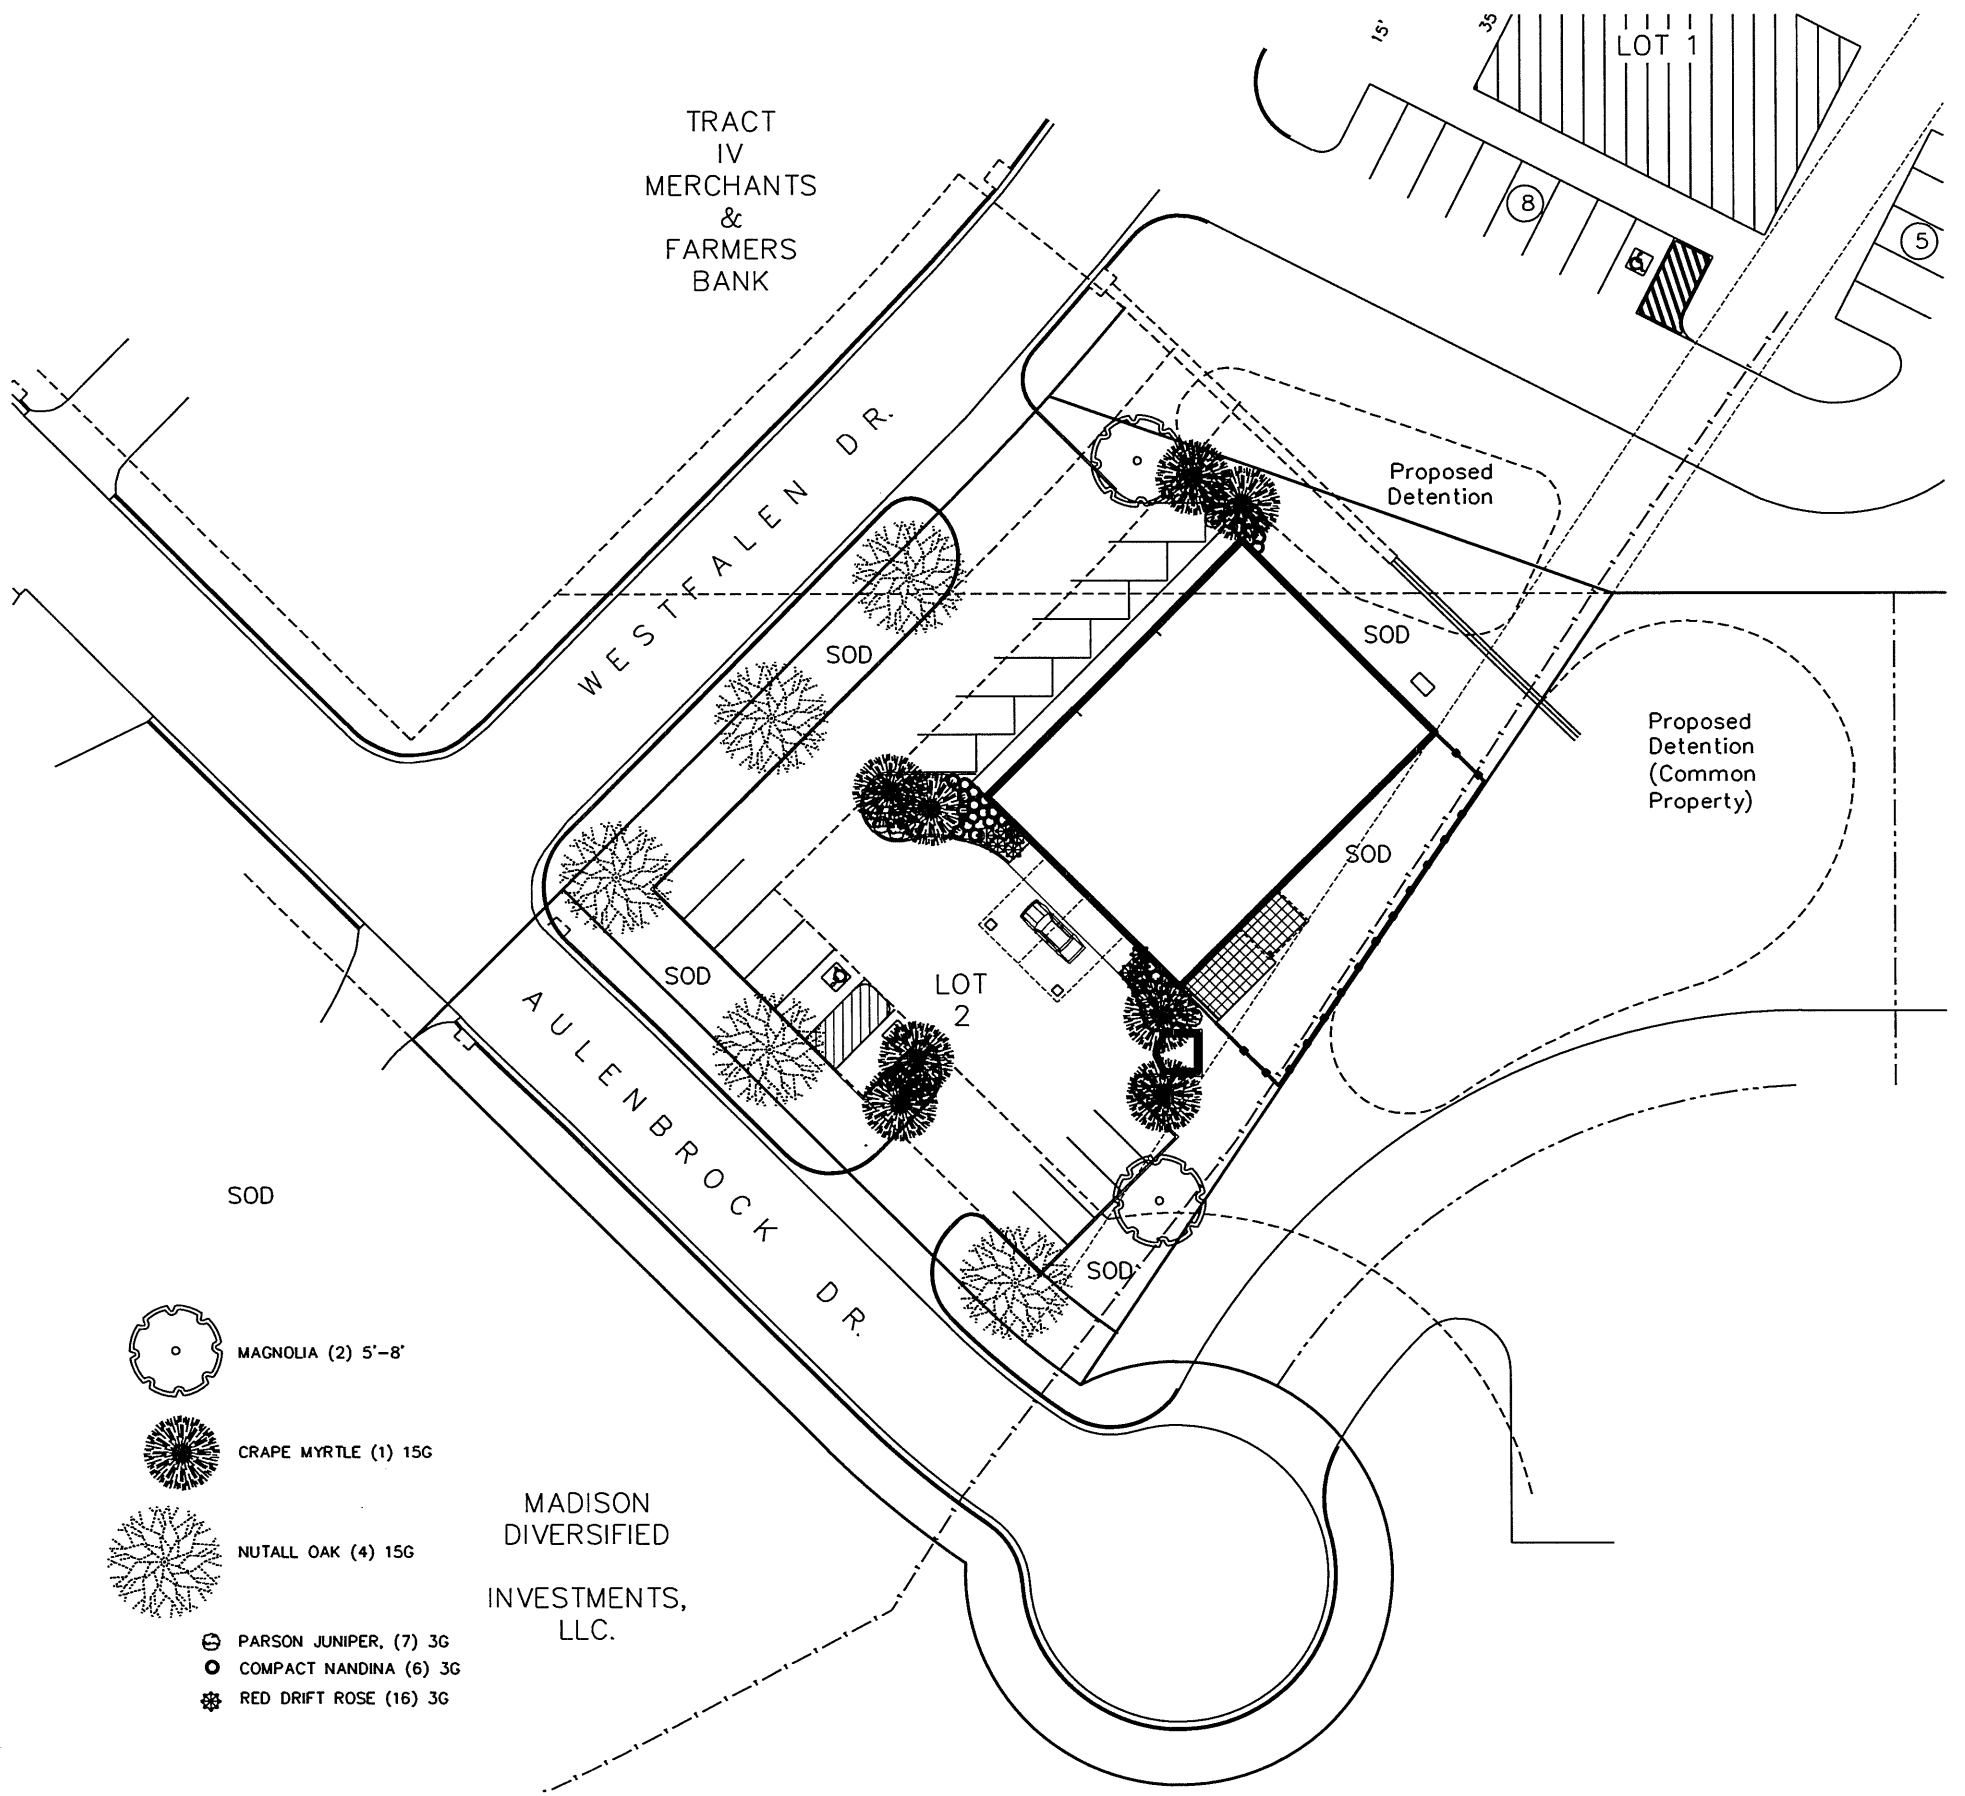 15'
35
LOT 1
TRACT
IV
MERCHANTS
&
FARMERS
BANK
8
5
WESTFALEN DR.
Proposed
Detention
SOD
SOD
Proposed
Detention
(Common
Property)
SOD
SOD
LOT
2
AULENBROCK DR.
SOD
SOD
MAGNOLIA (2) 5'-8'
CRAPE MYRTLE (1) 15G
NUTALL OAK (4) 15G
MADISON
DIVERSIFIED
INVESTMENTS,
LLC.
PARSON JUNIPER, (7) 3G
COMPACT NANDINA (6) 3G
RED DRIFT ROSE (16) 3G